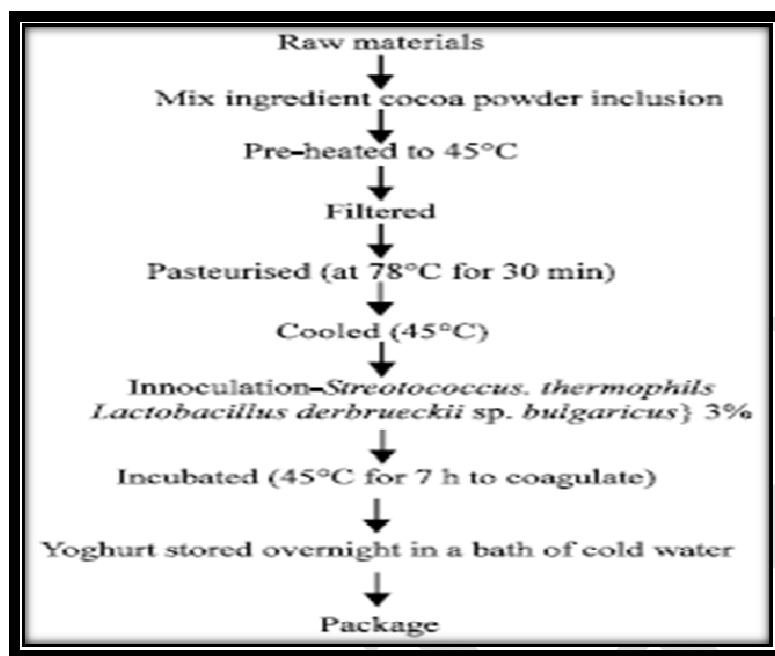 Raw materials
Mix ingredient cocoa powder inclusion
Pre-heated to 45°C
Filtered
Pasteurised (at 78°C for 30 min)
Cooled (45°C)
Innoculation-Streotococcus. thermophils
Lactobacillus derbrueckii sp. bulgaricus} 3%
Incubated (45°C for 7 h to coagulate)
Yoghurt stored overnight in a bath of cold water
Package